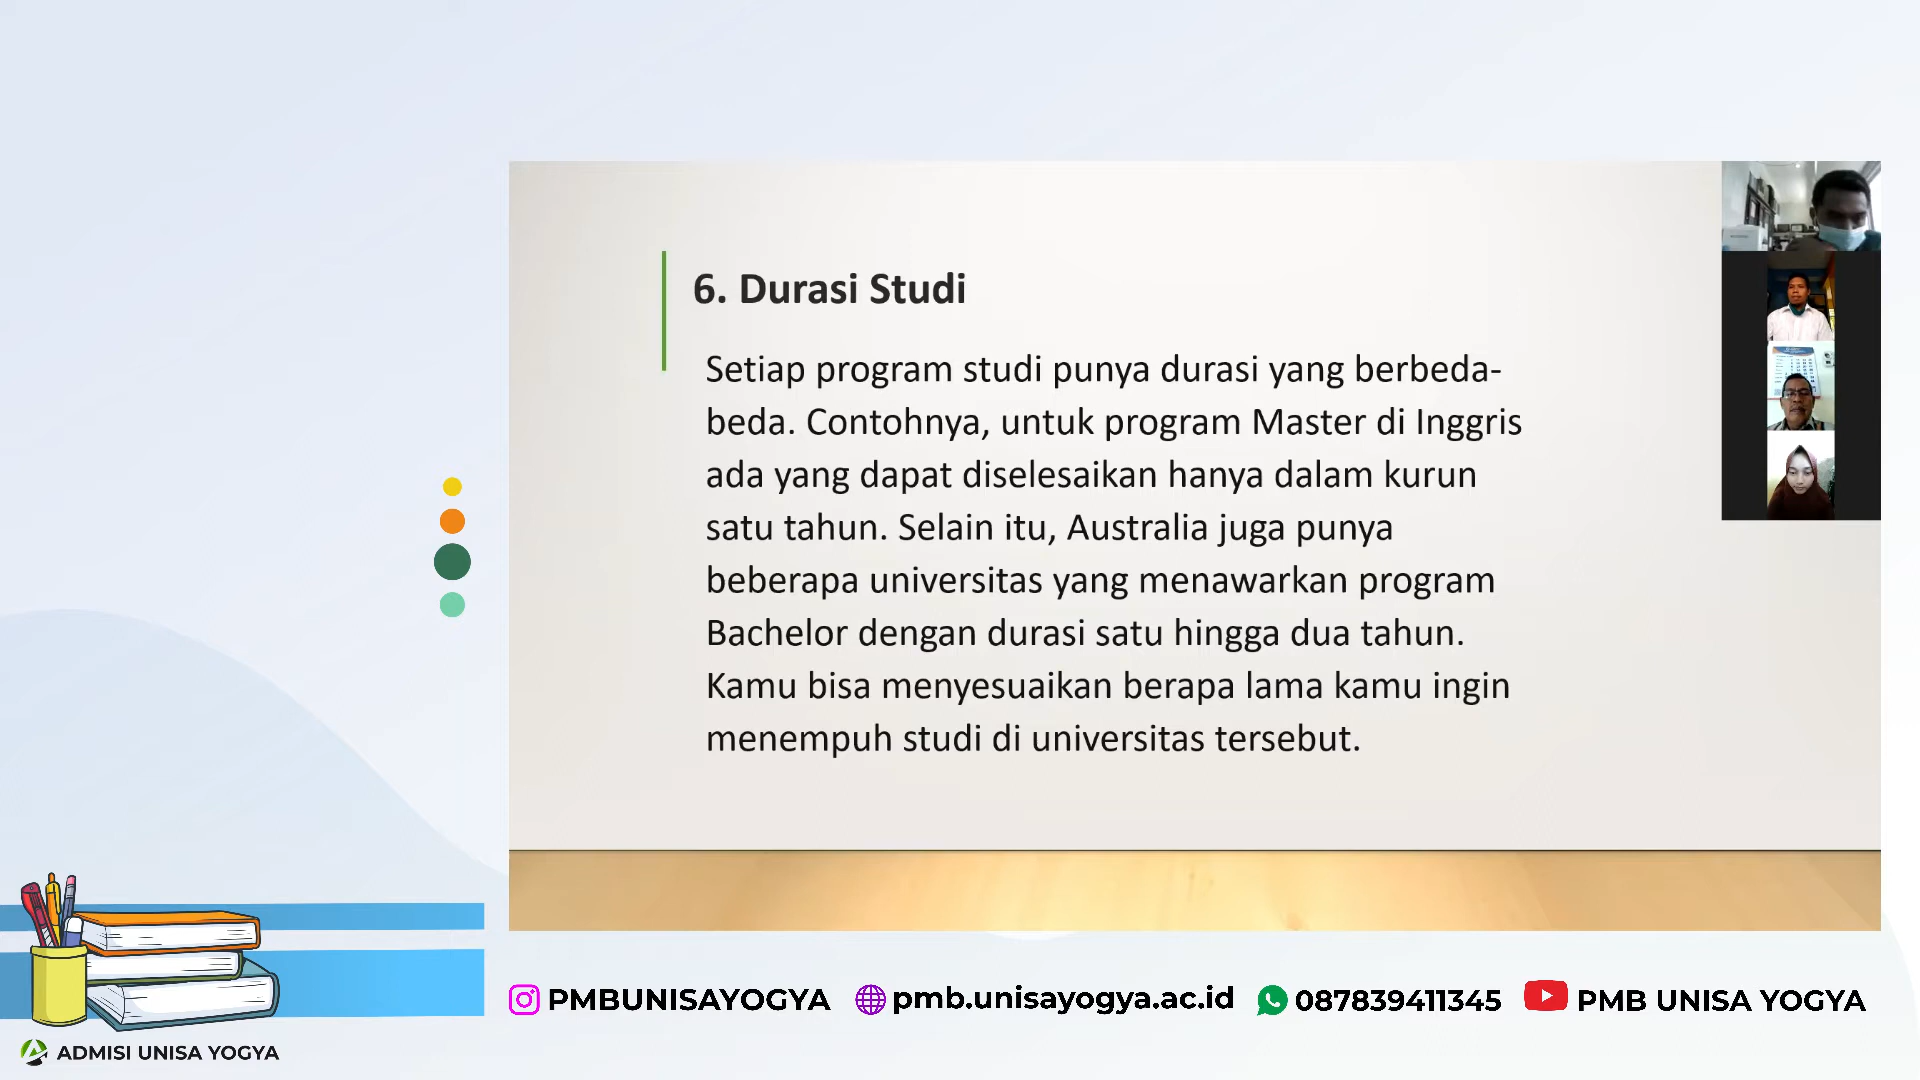 6. Durasi Studi
Setiap program studi punya durasi yang berbeda-
beda. Contohnya, untuk program Master di Inggris
ada yang dapat diselesaikan hanya dalam kurun
satu tahun. Selain itu, Australia juga punya
beberapa universitas yang menawarkan program
Bachelor dengan durasi satu hingga dua tahun.
Kamu bisa menyesuaikan berapa lama kamu ingin
menempuh studi di universitas tersebut.
PMBUNISAYOGYA pmb.unisayogya.ac.id 087839411345 PMB UNISA YOGYA
ADMISI UNISA YOGYA